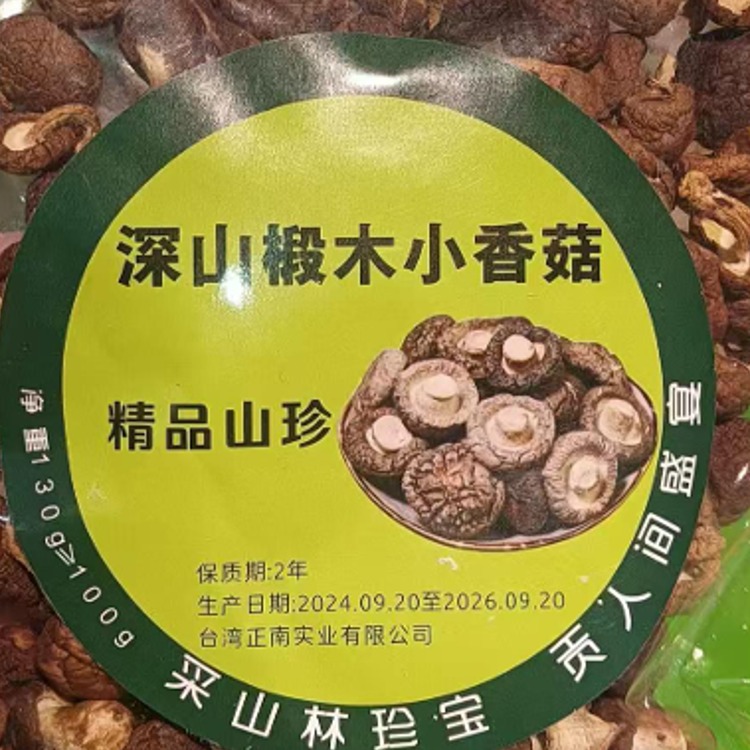 深山椴木小香菇
精品山珍
保质期:2年
生产日期:2024.09.20至2026.09.20
台湾正南实业有限公司
净重130g≥100g
采山林珍宝 贡人间盛宴